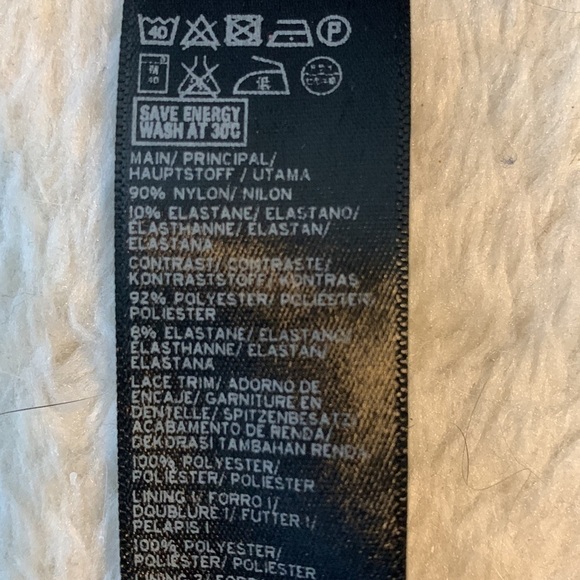 40 P
40
SAVE ENERGY
WASH AT 30°C
MAIN/ PRINCIPAL/
HAUPTSTOFF / UTAMA
90% NYLON/ NILON
10% ELASTANE/ ELASTANO/
ELASTHANNE/ ELASTAN/
ELASTANA
CONTRAST/ CONTRASTE/
KONTRASTSTOFF/ KONTRAS
92% POLYESTER/ POLIESTER/
POLIESTER
8% ELASTANE/ ELASTANO/
ELASTHANNE/ ELASTAN/
ELASTANA
LACE TRIM/ ADORNO DE
ENCAJE/ GARNITURE EN
DENTELLE/ SPITZENBESATZ/
ACABAMENTO DE RENDA/
DEKORASI TAMBAHAN RENDA
100% POLYESTER/
POLIESTER/ POLIESTER
LINING 1/ FORRO 1/
DOUBLURE 1/ FUTTER 1/
PELAPIS 1
100% POLYESTER/
POLIESTER/ POLIESTER